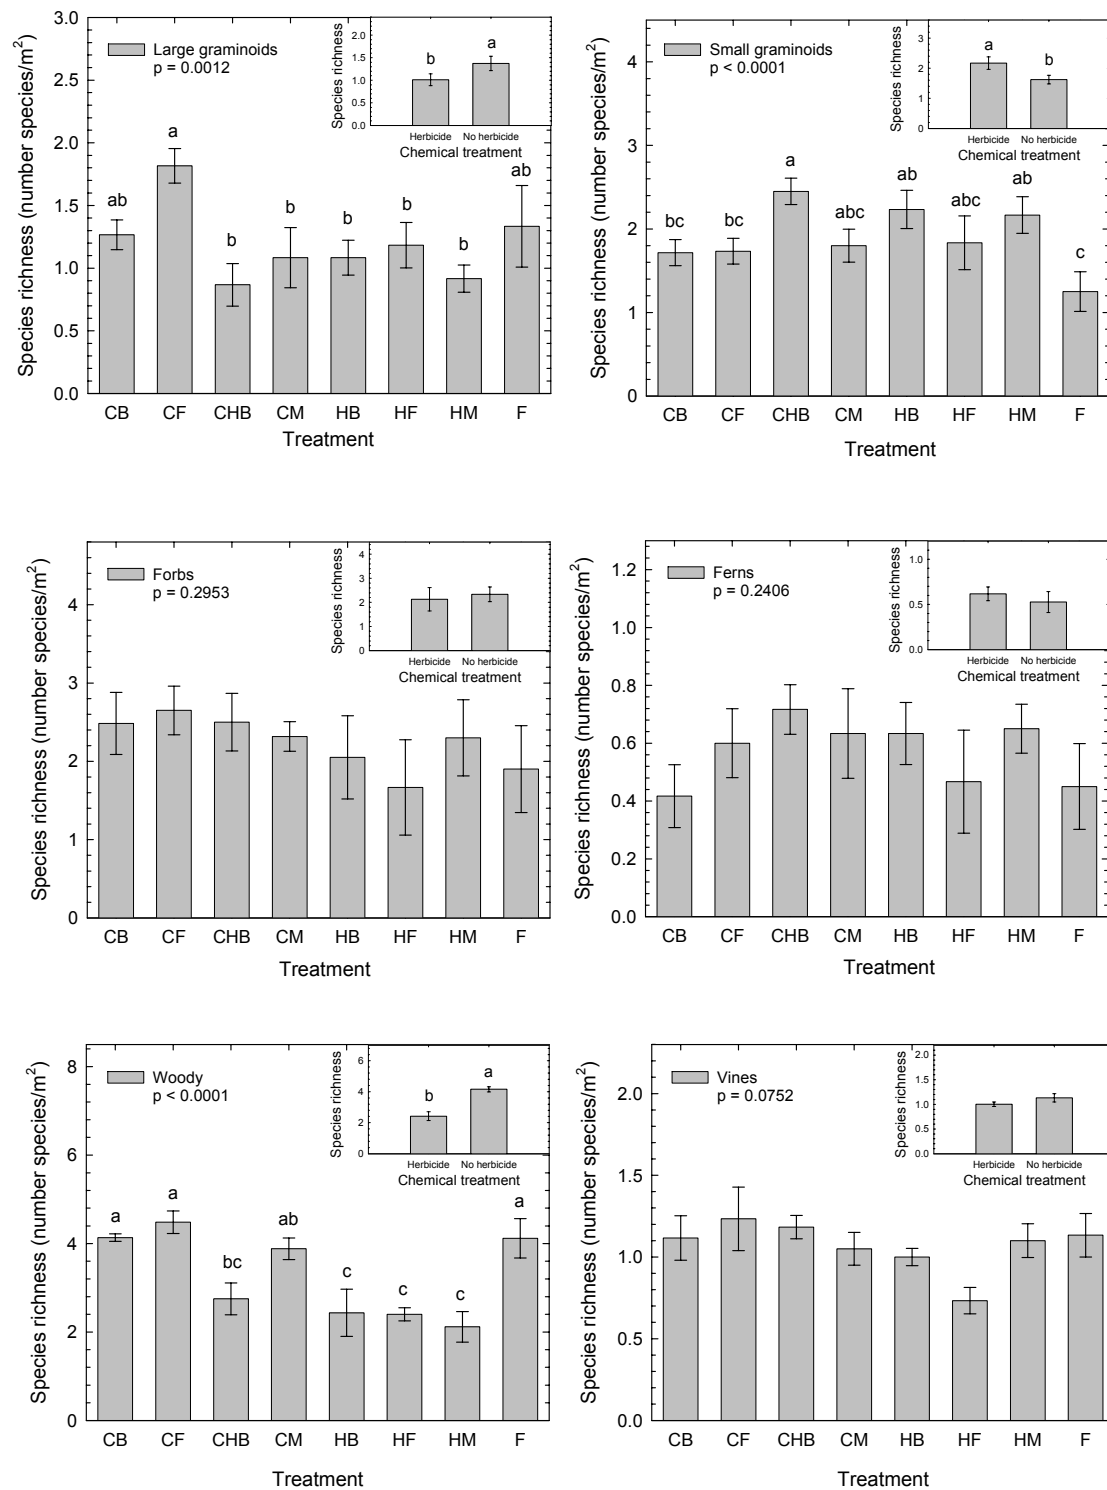 Large graminoids
p = 0.0012
Species richness (number species/m²)
3.0
2.5
2.0
1.5
1.0
0.5
0.0
ab
a
b
b
b
b
b
ab
CB CF CHB CM HB HF HM F
Treatment
Species richness
2.0
1.5
1.0
0.5
0.0
b
a
Herbicide No herbicide
Chemical treatment
Small graminoids
p < 0.0001
Species richness (number species/m²)
4
3
2
1
0
bc
bc
a
abc
ab
abc
ab
c
CB CF CHB CM HB HF HM F
Treatment
Species richness
3
2
1
0
a
b
Herbicide No herbicide
Chemical treatment
Forbs
p = 0.2953
Species richness (number species/m²)
4
3
2
1
0
CB CF CHB CM HB HF HM F
Treatment
Species richness
4
3
2
1
0
Herbicide No herbicide
Chemical treatment
Ferns
p = 0.2406
Species richness (number species/m²)
1.2
1.0
0.8
0.6
0.4
0.2
0.0
CB CF CHB CM HB HF HM F
Treatment
Species richness
1.0
0.5
0.0
Herbicide No herbicide
Chemical treatment
Woody
p < 0.0001
Species richness (number species/m²)
8
6
4
2
0
a
a
bc
ab
c
c
c
a
CB CF CHB CM HB HF HM F
Treatment
Species richness
6
4
2
0
b
a
Herbicide No herbicide
Chemical treatment
Vines
p = 0.0752
Species richness (number species/m²)
2.0
1.5
1.0
0.5
0.0
CB CF CHB CM HB HF HM F
Treatment
Species richness
2.0
1.5
1.0
0.5
0.0
Herbicide No herbicide
Chemical treatment